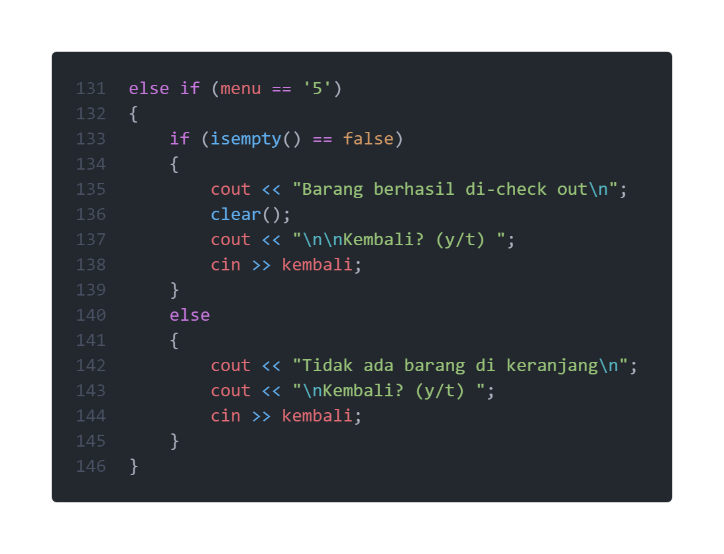 131 else if (menu == '5')
132 {
133     if (isempty() == false)
134     {
135         cout << "Barang berhasil di-check out\n";
136         clear();
137         cout << "\n\nKembali? (y/t) ";
138         cin >> kembali;
139     }
140     else
141     {
142         cout << "Tidak ada barang di keranjang\n";
143         cout << "\nKembali? (y/t) ";
144         cin >> kembali;
145     }
146 }